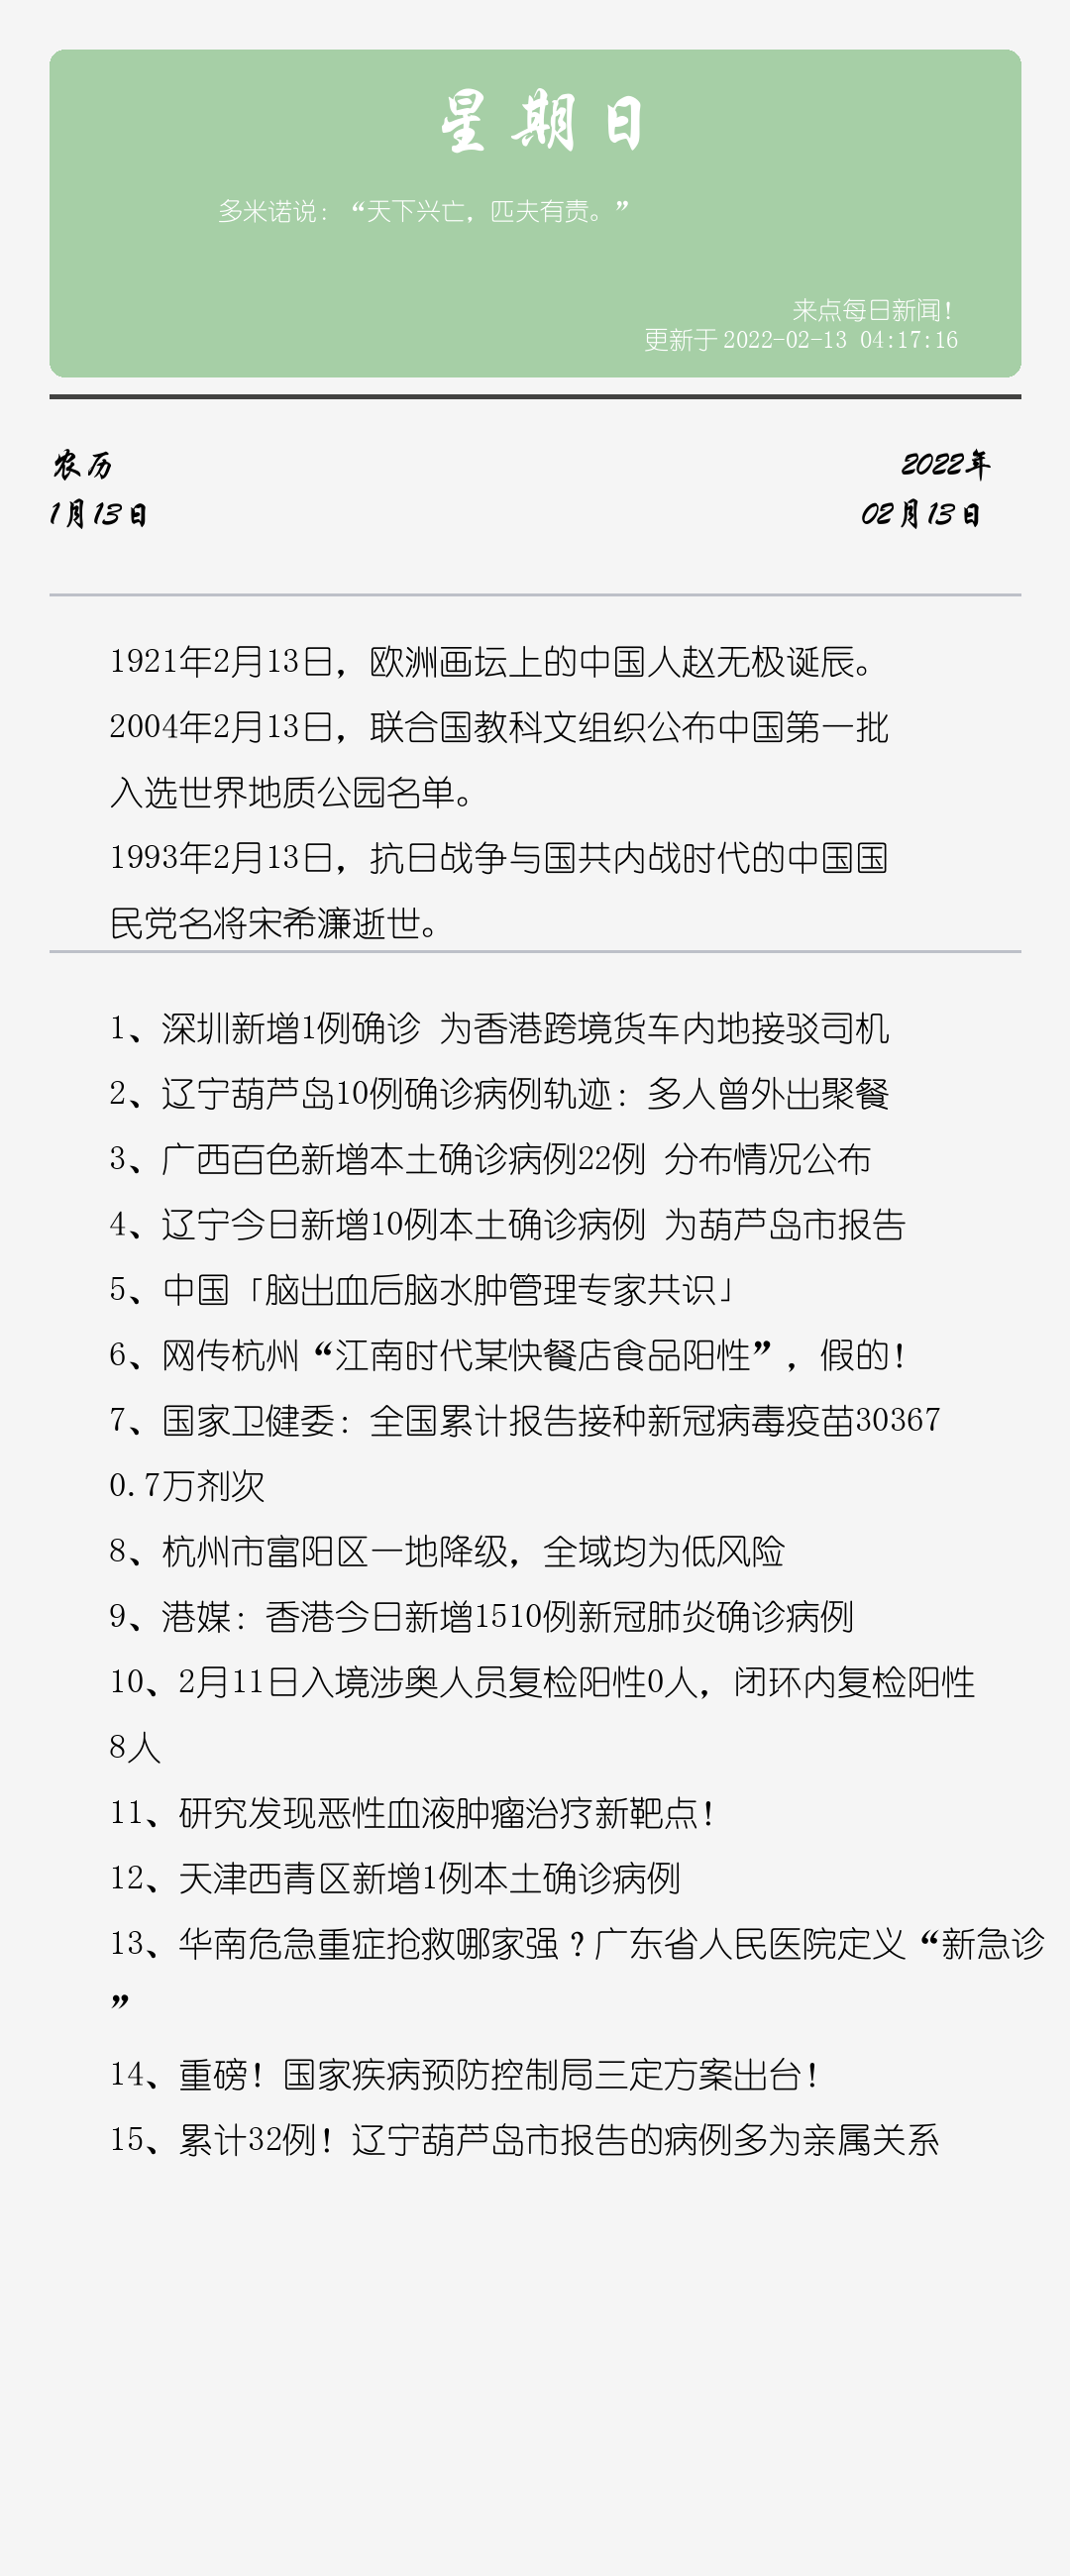 星期日
多米诺说：“天下兴亡，匹夫有责。”
来点每日新闻！
更新于 2022-02-13 04:17:16
农历
2022年
1月13日
02月13日
1921年2月13日，欧洲画坛上的中国人赵无极诞辰。
2004年2月13日，联合国教科文组织公布中国第一批
入选世界地质公园名单。
1993年2月13日，抗日战争与国共内战时代的中国国
民党名将宋希濂逝世。
1、深圳新增1例确诊 为香港跨境货车内地接驳司机
2、辽宁葫芦岛10例确诊病例轨迹：多人曾外出聚餐
3、广西百色新增本土确诊病例22例 分布情况公布
4、辽宁今日新增10例本土确诊病例 为葫芦岛市报告
5、中国「脑出血后脑水肿管理专家共识」
6、网传杭州“江南时代某快餐店食品阳性”，假的！
7、国家卫健委：全国累计报告接种新冠病毒疫苗30367
0.7万剂次
8、杭州市富阳区一地降级，全域均为低风险
9、港媒：香港今日新增1510例新冠肺炎确诊病例
10、2月11日入境涉奥人员复检阳性0人，闭环内复检阳性
8人
11、研究发现恶性血液肿瘤治疗新靶点！
12、天津西青区新增1例本土确诊病例
13、华南危急重症抢救哪家强？广东省人民医院定义“新急诊
”
14、重磅！国家疾病预防控制局三定方案出台！
15、累计32例！辽宁葫芦岛市报告的病例多为亲属关系